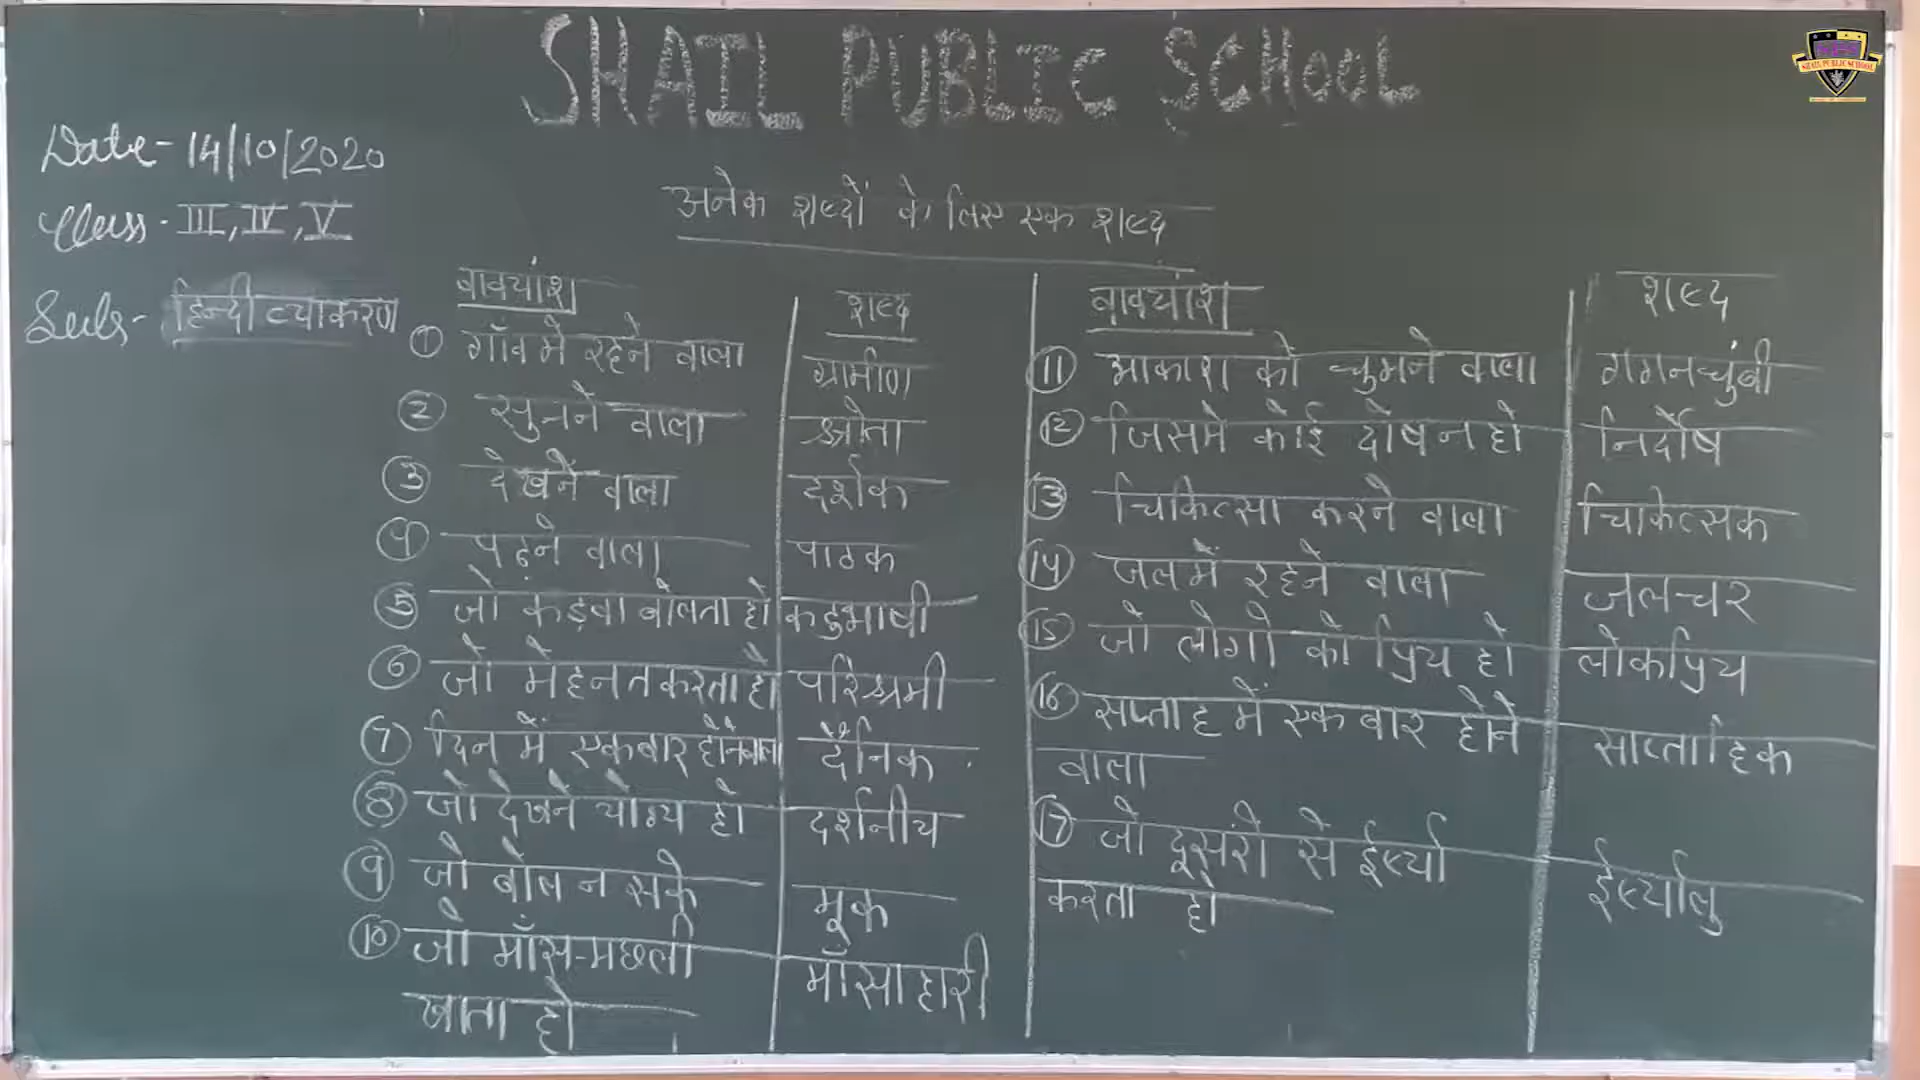 SHAIL PUBLIC SCHOOL
SHAIL PUBLIC SCHOOL
Date - 14/10/2020
Class - III, IV, V
Sub - हिन्दी व्याकरण
अनेक शब्दों के लिए एक शब्द
वाक्यांश शब्द
① गाँव मे रहने वाला ग्रामीण
② सुनने वाला श्रोता
③ देखने वाला दर्शक
④ पढ़ने वाला पाठक
⑤ जो कड़वा बोलता हो कटुभाषी
⑥ जो मेहनत करता हो परिश्रमी
⑦ दिन में एक बार होने वाला दैनिक
⑧ जो देखने योग्य हो दर्शनीय
⑨ जो बोल न सके मूक
⑩ जो माँस-मछली माँसाहारी
खाता हो
वाक्यांश शब्द
⑪ आकाश को चुमने वाला गगनचुंबी
⑫ जिसमे कोई दोष न हो निर्दोष
⑬ चिकित्सा करने वाला चिकित्सक
⑭ जल में रहने वाला जलचर
⑮ जो लोगो को प्रिय हो लोकप्रिय
⑯ सप्ताह में एक बार होने साप्ताहिक
वाला
⑰ जो दूसरो से ईर्ष्या ईर्ष्यालु
करता हो